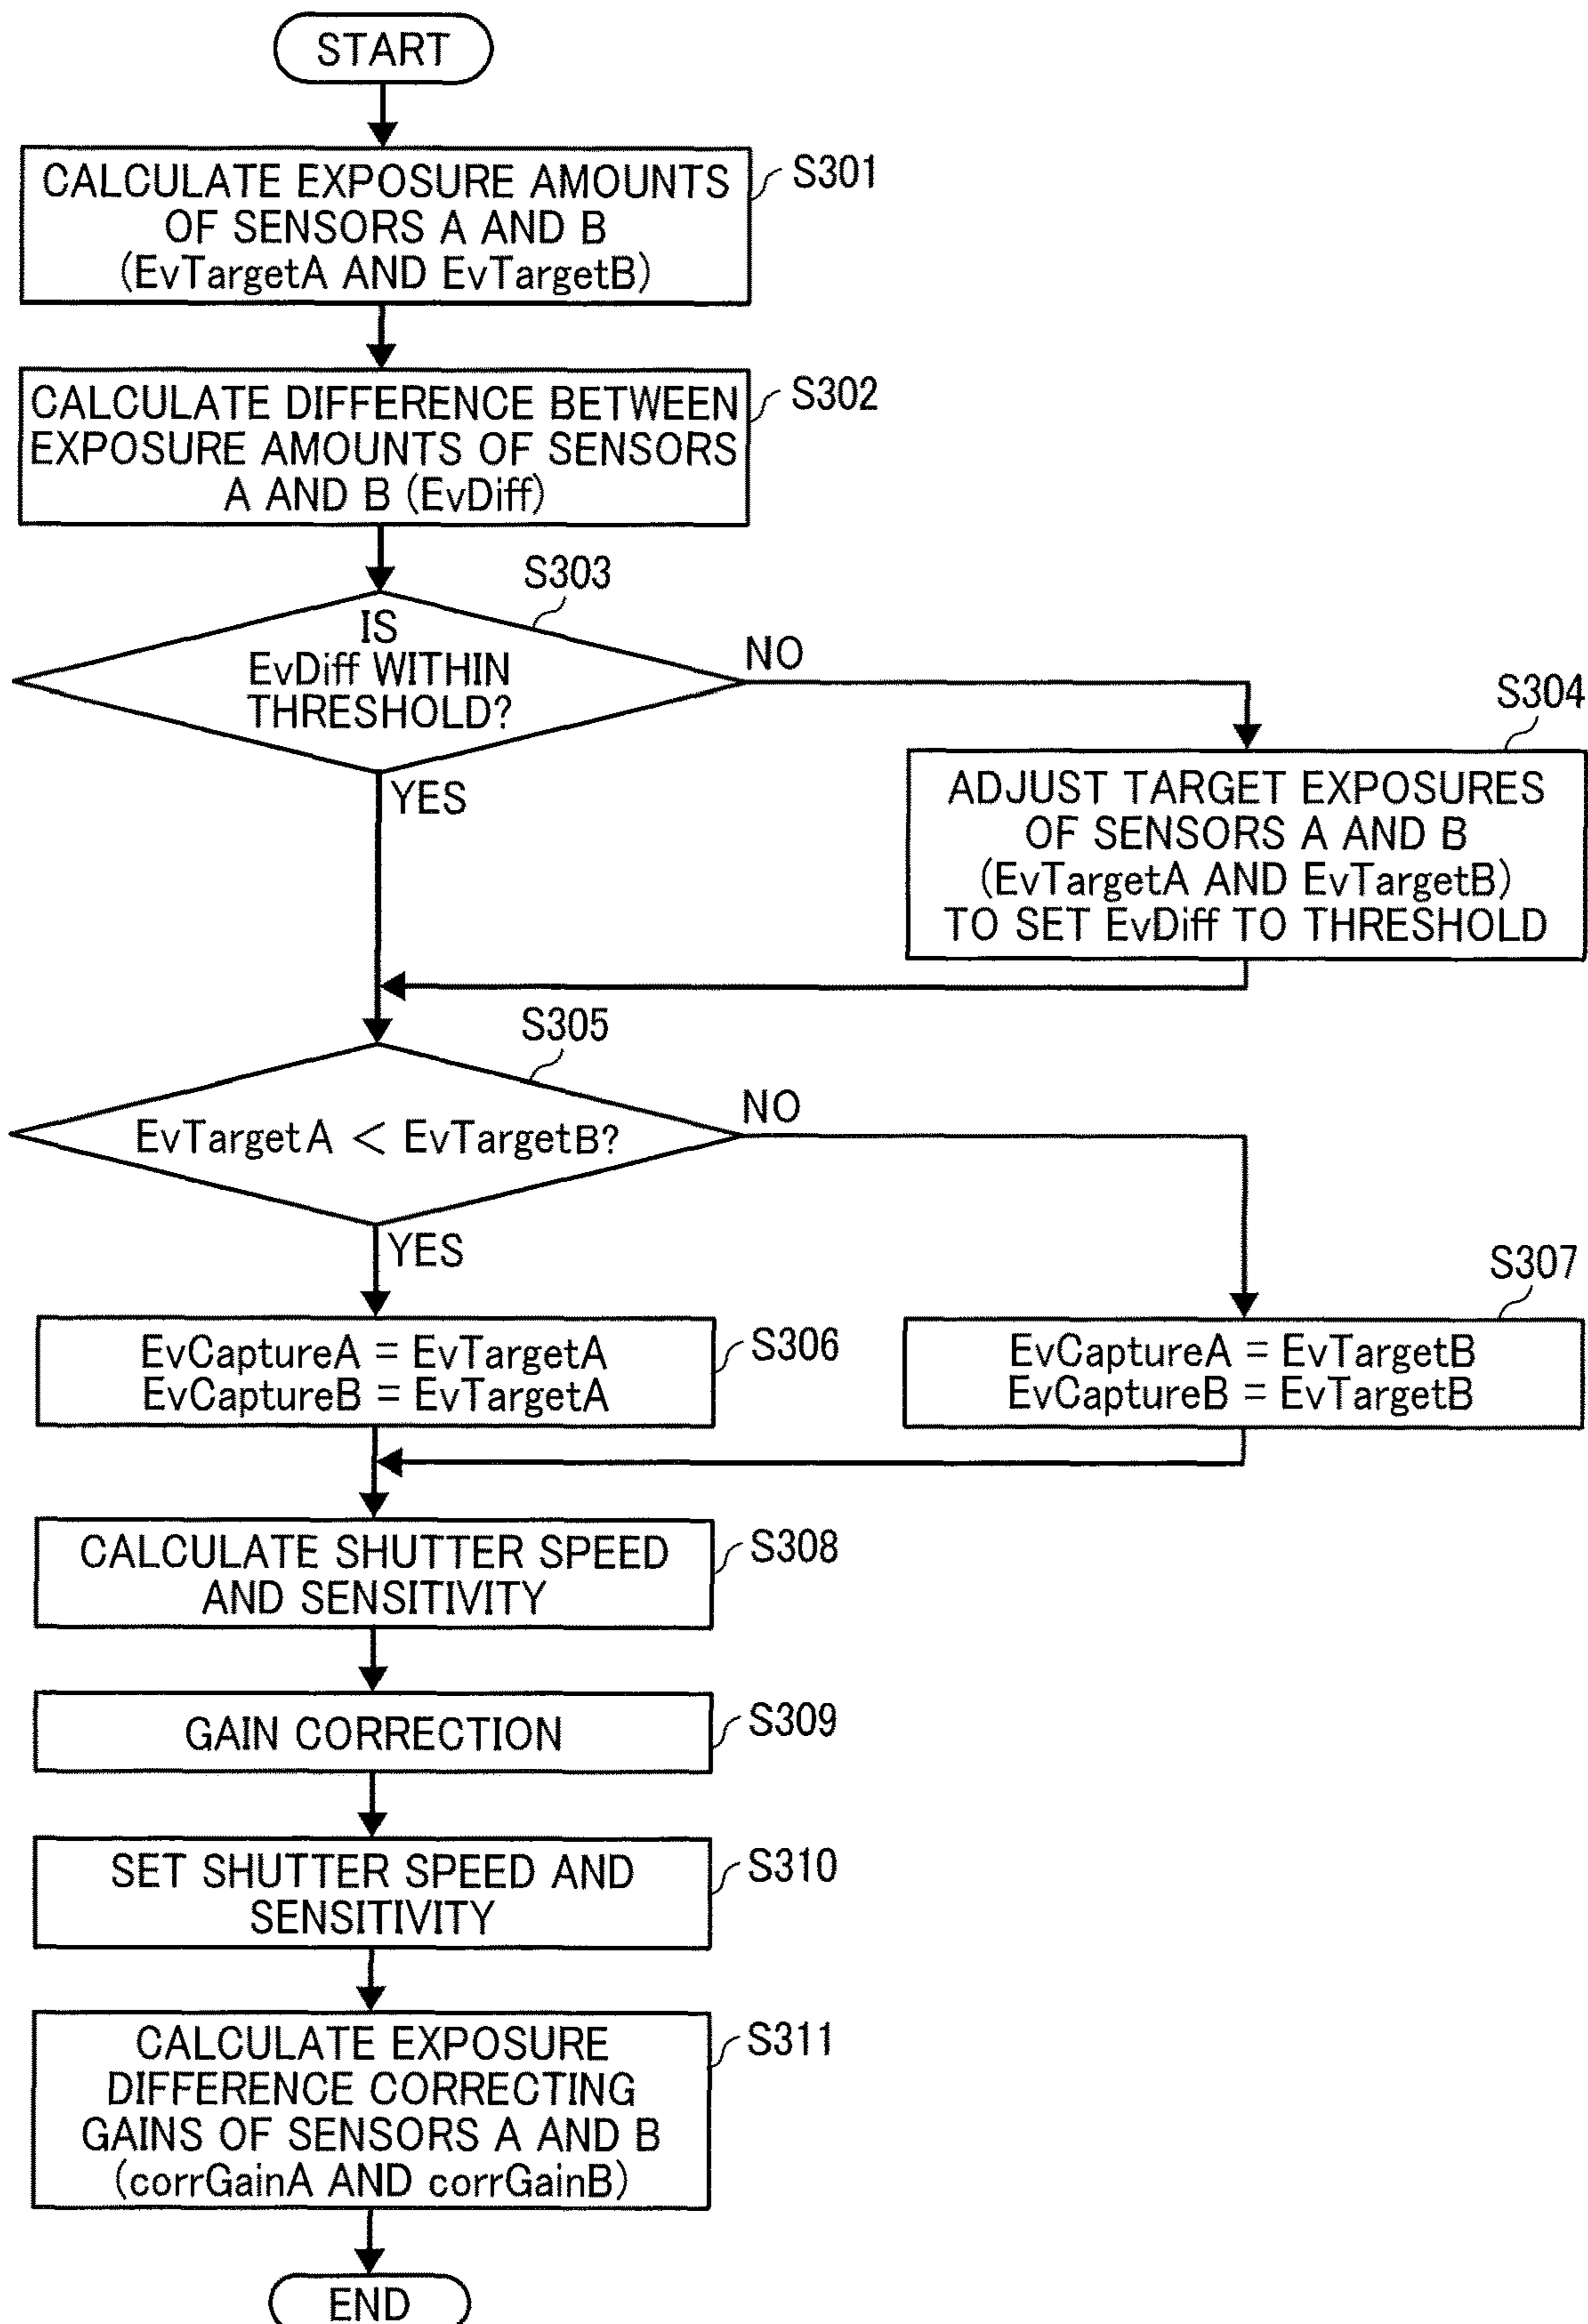 START
CALCULATE EXPOSURE AMOUNTS
OF SENSORS A AND B
(EvTargetA AND EvTargetB)
S301
CALCULATE DIFFERENCE BETWEEN
EXPOSURE AMOUNTS OF SENSORS
A AND B (EvDiff)
S302
S303
IS
EvDiff WITHIN
THRESHOLD?
NO
YES
S304
ADJUST TARGET EXPOSURES
OF SENSORS A AND B
(EvTargetA AND EvTargetB)
TO SET EvDiff TO THRESHOLD
S305
EvTargetA < EvTargetB?
NO
YES
S306
EvCaptureA = EvTargetA
EvCaptureB = EvTargetA
S307
EvCaptureA = EvTargetB
EvCaptureB = EvTargetB
CALCULATE SHUTTER SPEED
AND SENSITIVITY
S308
GAIN CORRECTION
S309
SET SHUTTER SPEED AND
SENSITIVITY
S310
CALCULATE EXPOSURE
DIFFERENCE CORRECTING
GAINS OF SENSORS A AND B
(corrGainA AND corrGainB)
S311
END